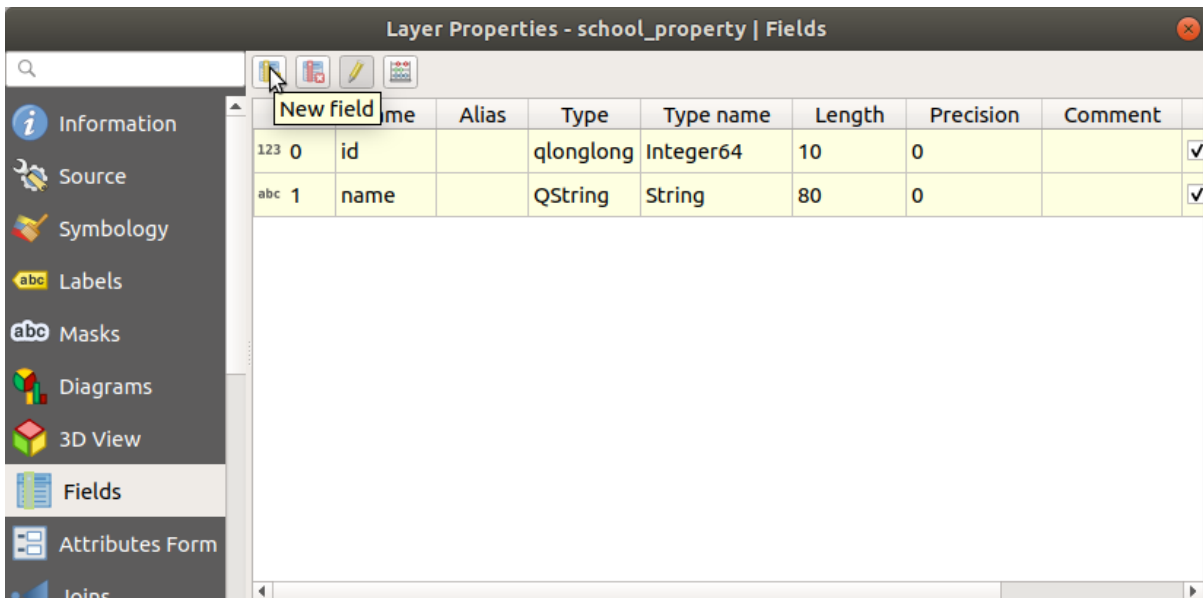 Layer Properties - school_property | Fields
New field
me Alias Type Type name Length Precision Comment
123 0 id qlonglong Integer64 10 0
abc 1 name QString String 80 0
Information
Source
Symbology
abc Labels
abc Masks
Diagrams
3D View
Fields
Attributes Form
Joins